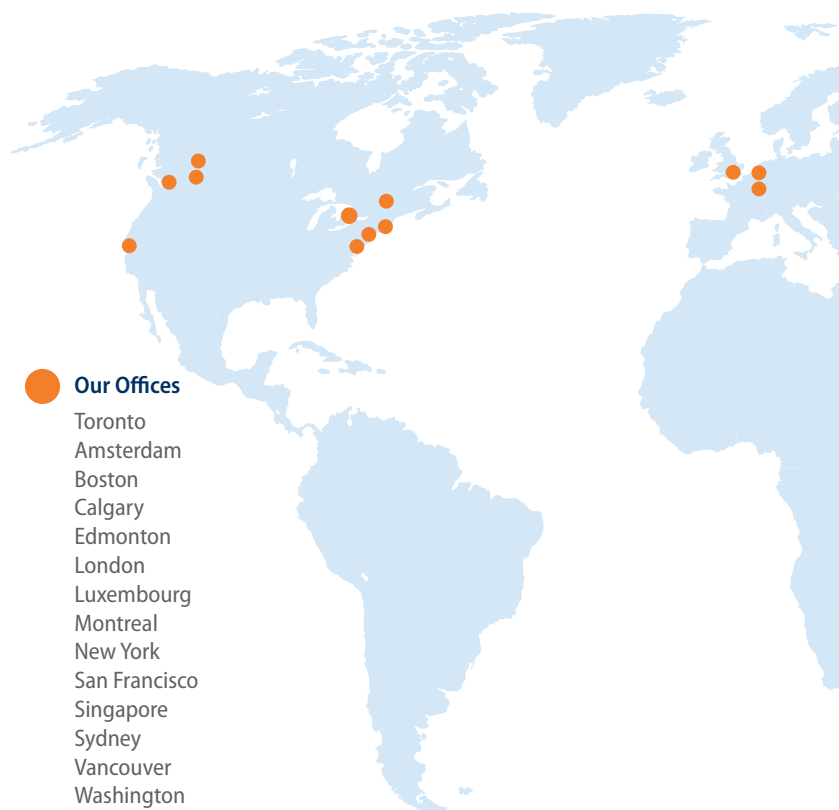 Our Offices
Toronto
Amsterdam
Boston
Calgary
Edmonton
London
Luxembourg
Montreal
New York
San Francisco
Singapore
Sydney
Vancouver
Washington